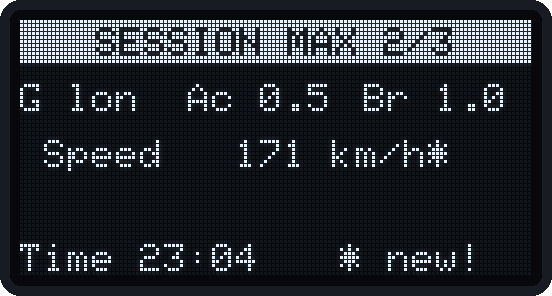 SESSION MAX 2/3
G lon Ac 0.5 Br 1.0
Speed 171 km/h*
Time 23:04 * new!